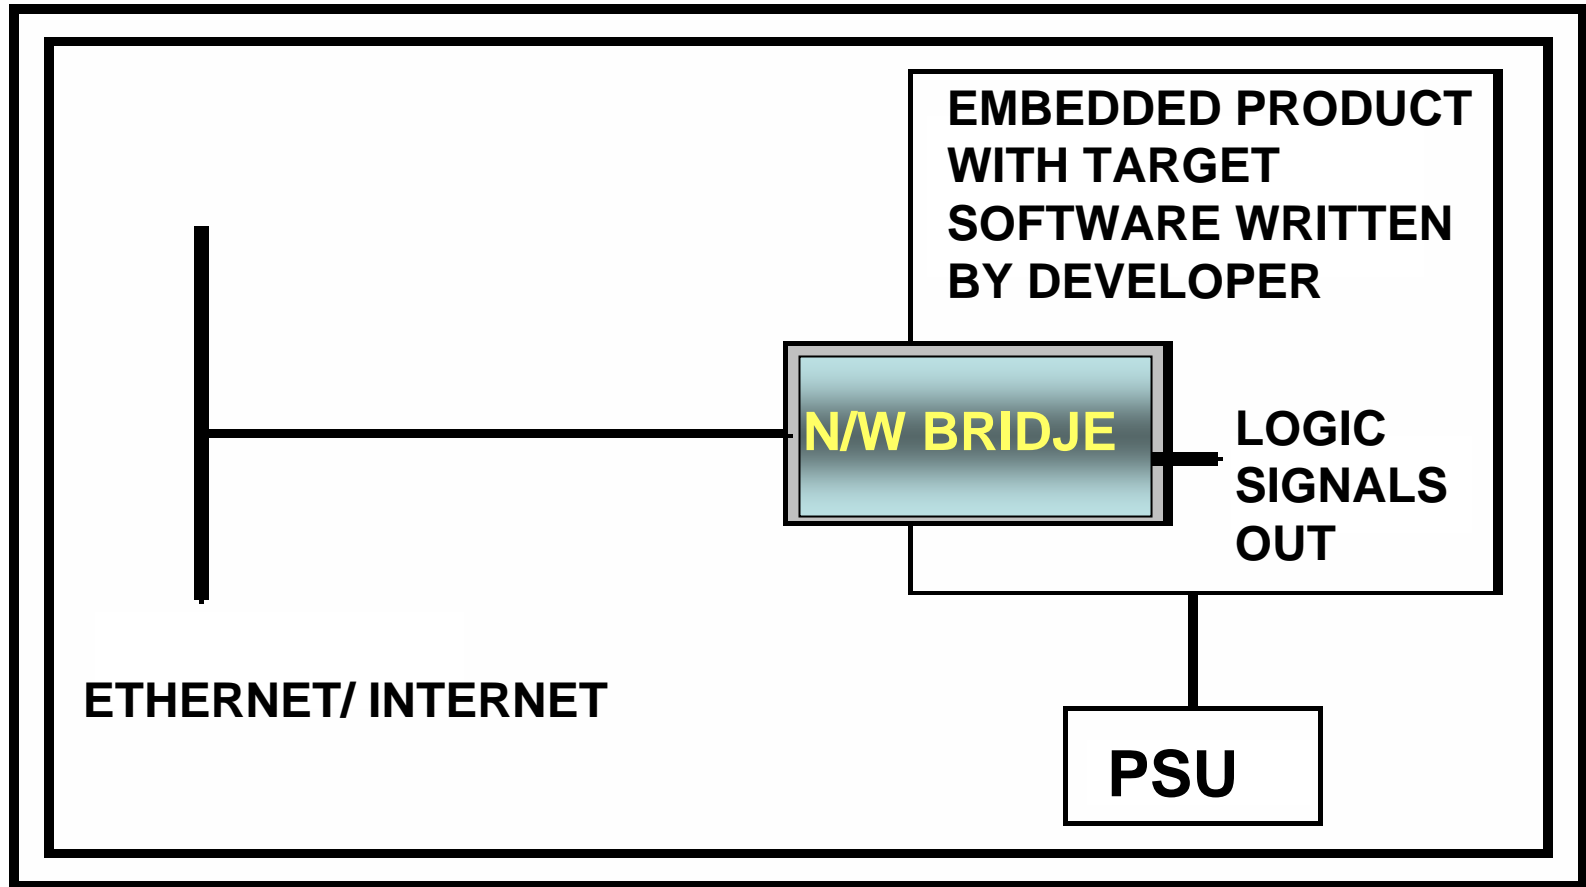 EMBEDDED PRODUCT
WITH TARGET
SOFTWARE WRITTEN
BY DEVELOPER
N/W BRIDJE
LOGIC
SIGNALS
OUT
ETHERNET/ INTERNET
PSU